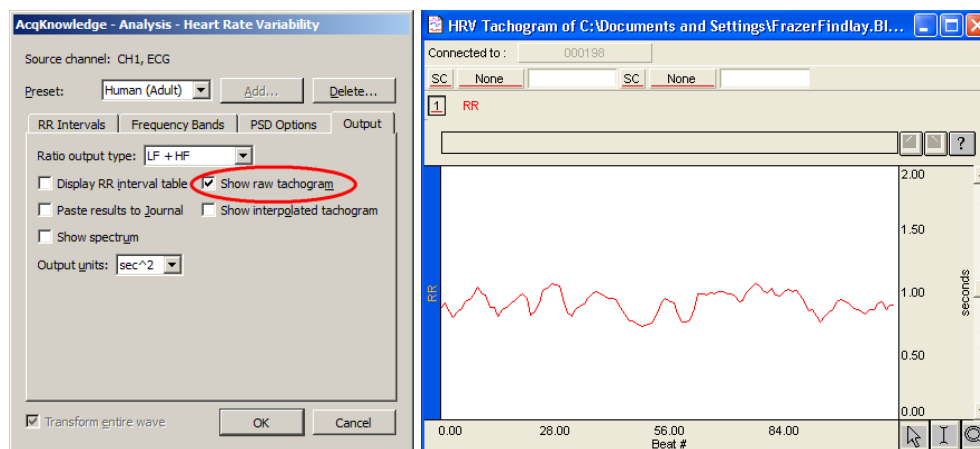 AcqKnowledge - Analysis - Heart Rate Variability
Source channel: CH1, ECG
Preset: Human (Adult) Add... Delete...
RR Intervals Frequency Bands PSD Options Output
Ratio output type: LF + HF
Display RR interval table Show raw tachogram
Paste results to Journal Show interpolated tachogram
Show spectrum
Output units: sec^2
Transform entire wave OK Cancel
HRV Tachogram of C:\Documents and Settings\FrazerFindlay.Bl...
Connected to : 000198
SC None SC None
1 RR
?
2.00
1.50
1.00
0.50
0.00
seconds
RR
0.00 28.00 56.00 84.00
Beat #